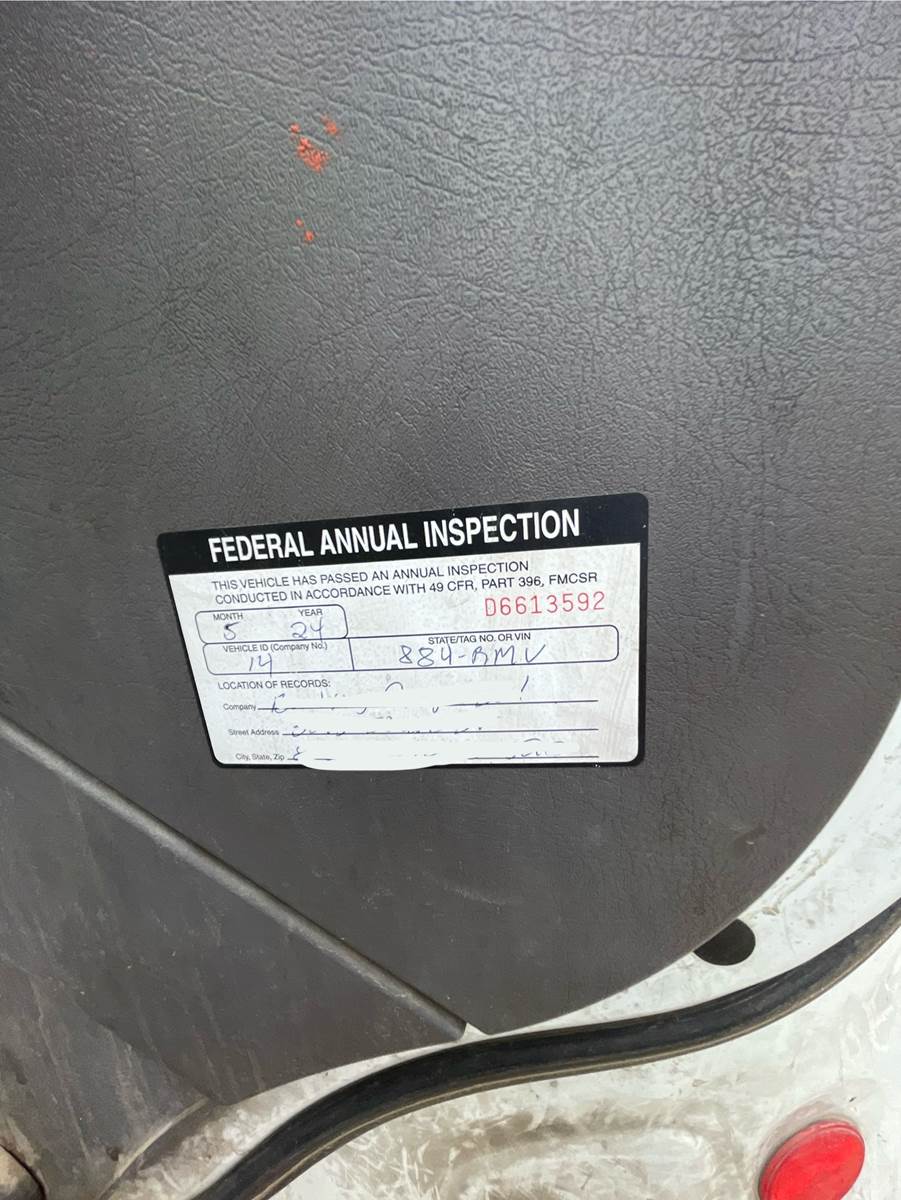 FEDERAL ANNUAL INSPECTION
THIS VEHICLE HAS PASSED AN ANNUAL INSPECTION
CONDUCTED IN ACCORDANCE WITH 49 CFR, PART 396, FMCSR
D6613592
MONTH YEAR
5 24
VEHICLE ID (Company No.) STATE/TAG NO. OR VIN
14 884-BMV
LOCATION OF RECORDS:
Company
Street Address
City, State, Zip